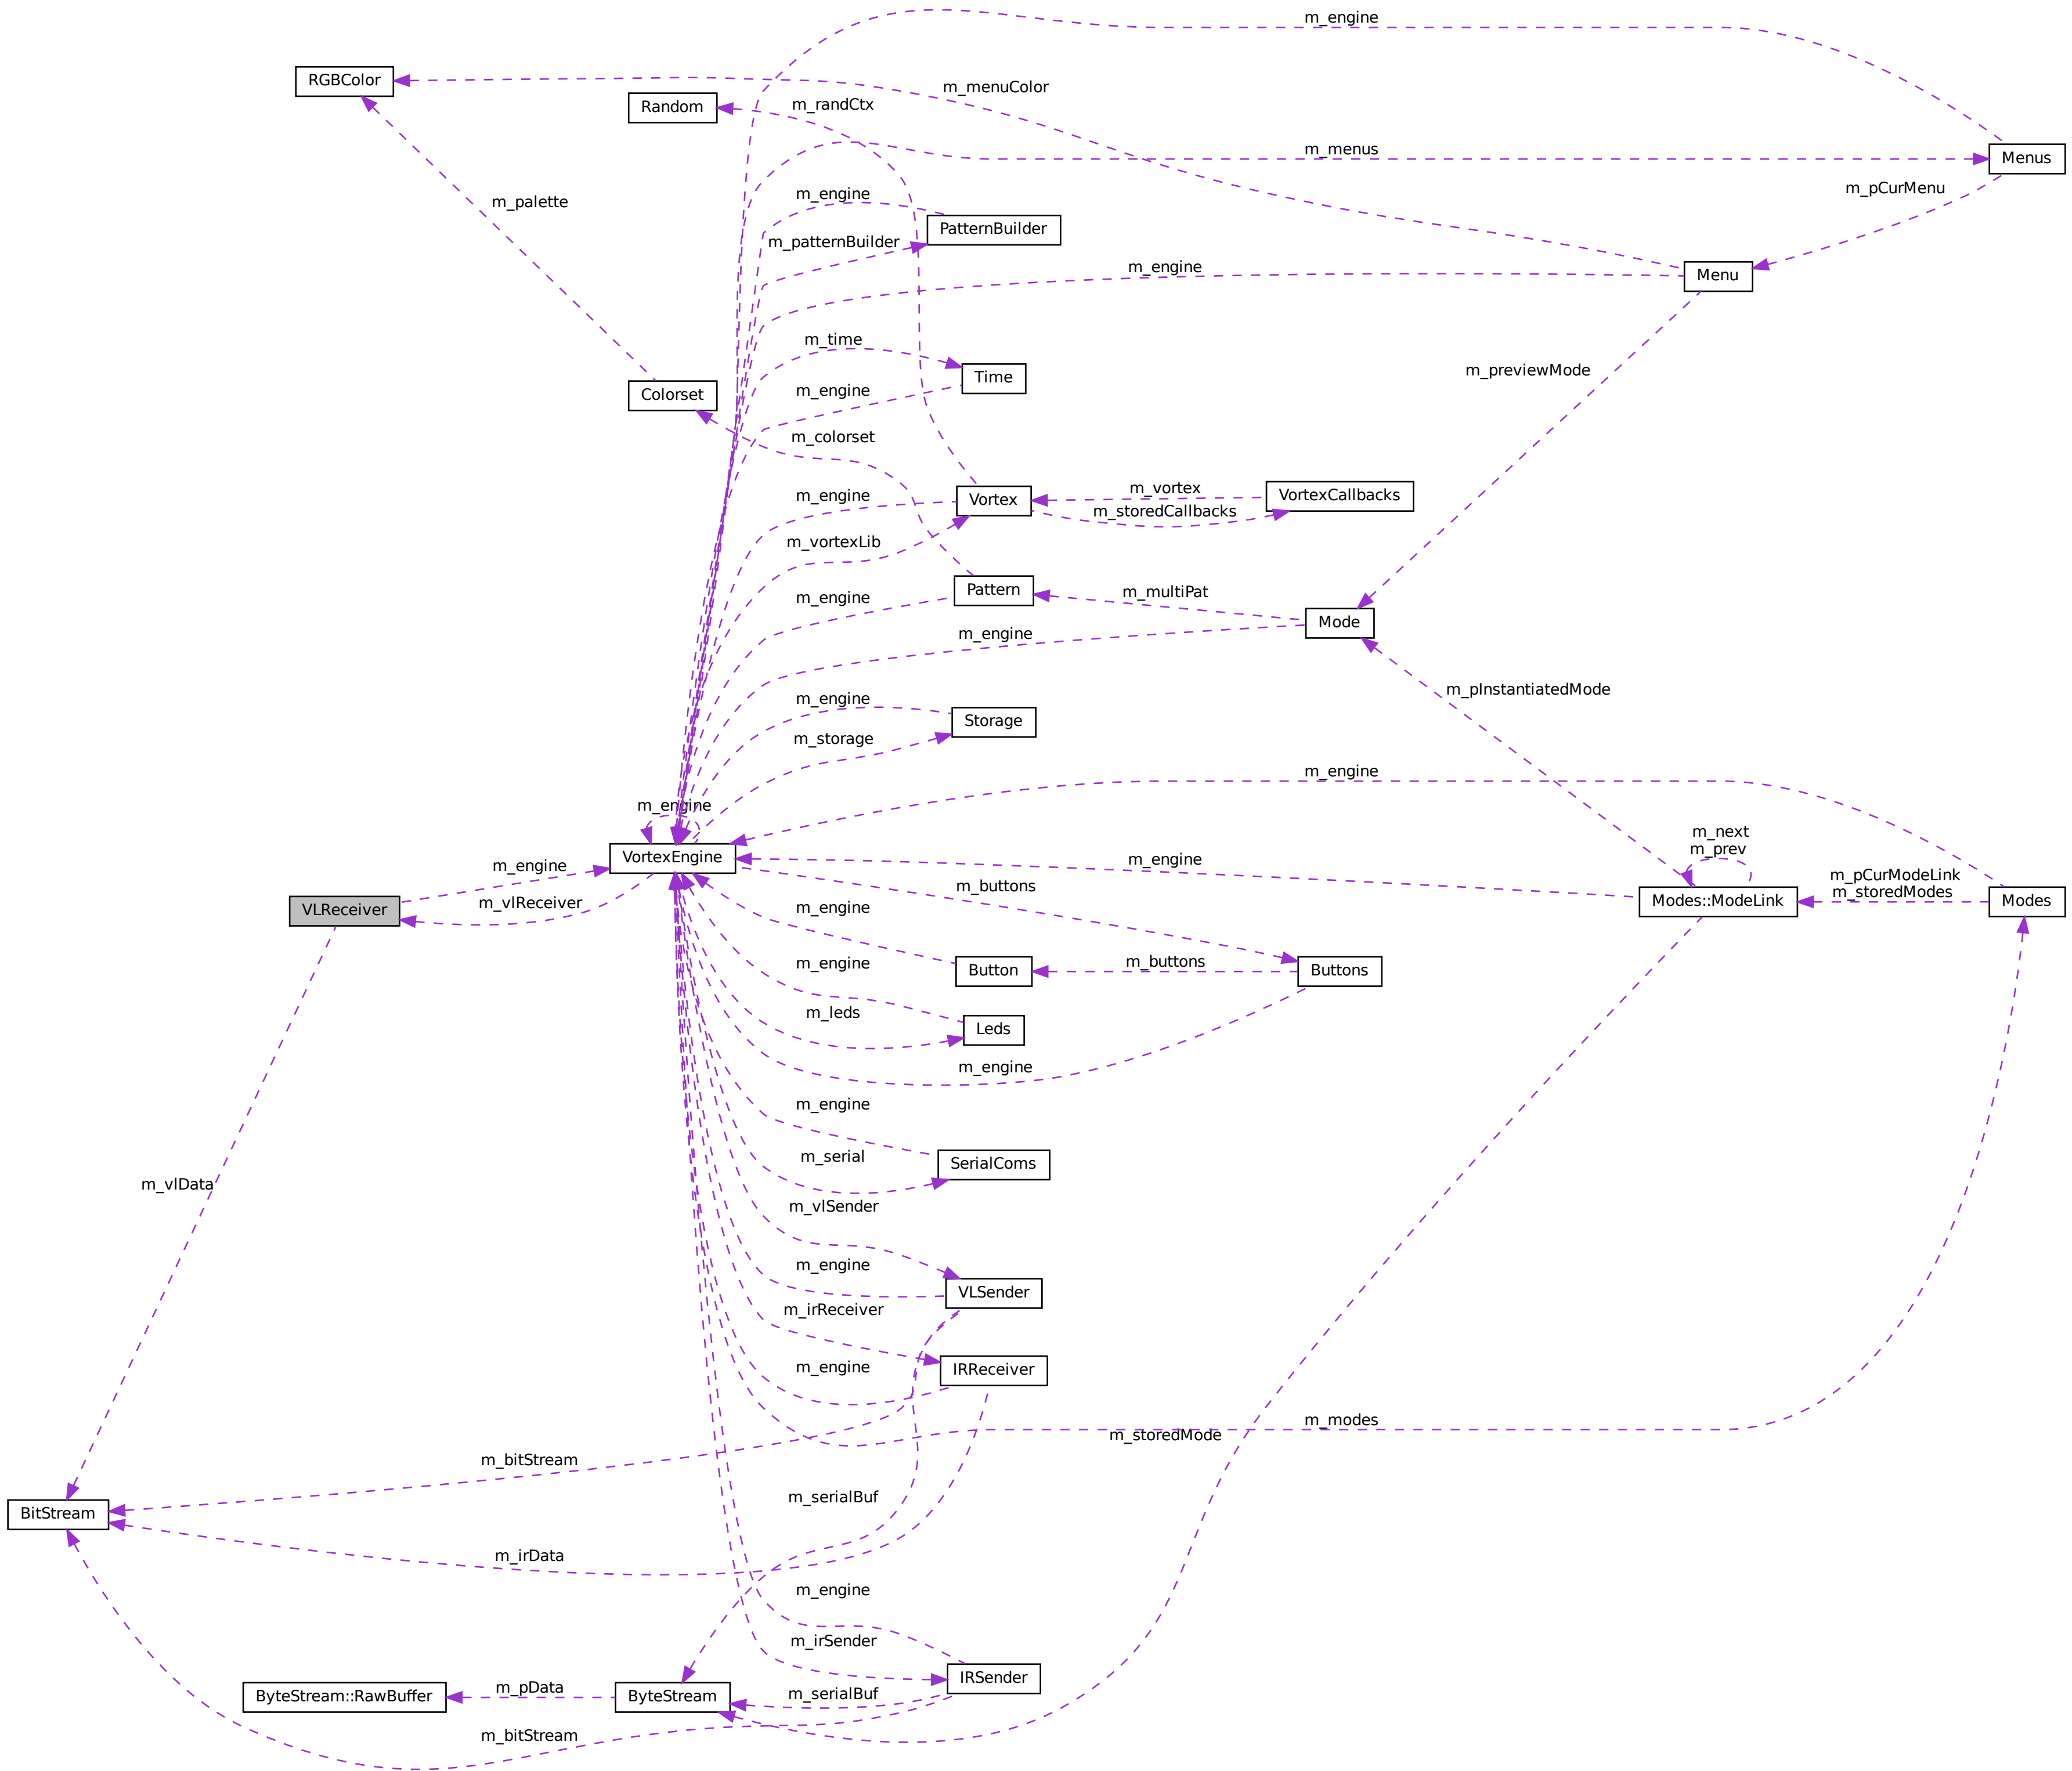 m_engine
RGBColor
m_menuColor
Random
m_randCtx
m_menus
Menus
m_pCurMenu
m_engine
m_palette
PatternBuilder
m_patternBuilder
m_engine
Menu
m_time
m_previewMode
Time
m_engine
Colorset
m_colorset
m_vortex
VortexCallbacks
m_engine
Vortex
m_storedCallbacks
m_vortexLib
Pattern
m_multiPat
m_engine
Mode
m_engine
m_pInstantiatedMode
m_engine
Storage
m_storage
m_engine
m_engine
m_next
m_prev
VortexEngine
m_engine
m_engine
m_pCurModeLink
m_storedModes
m_buttons
VLReceiver
m_vlReceiver
Modes::ModeLink
Modes
m_engine
m_engine
Button
m_buttons
Buttons
m_leds
Leds
m_engine
m_engine
m_serial
SerialComs
m_vlData
m_vlSender
m_engine
VLSender
m_irReceiver
m_engine
IRReceiver
m_modes
m_storedMode
m_bitStream
m_serialBuf
BitStream
m_irData
m_engine
m_irSender
IRSender
m_pData
m_serialBuf
ByteStream::RawBuffer
ByteStream
m_bitStream